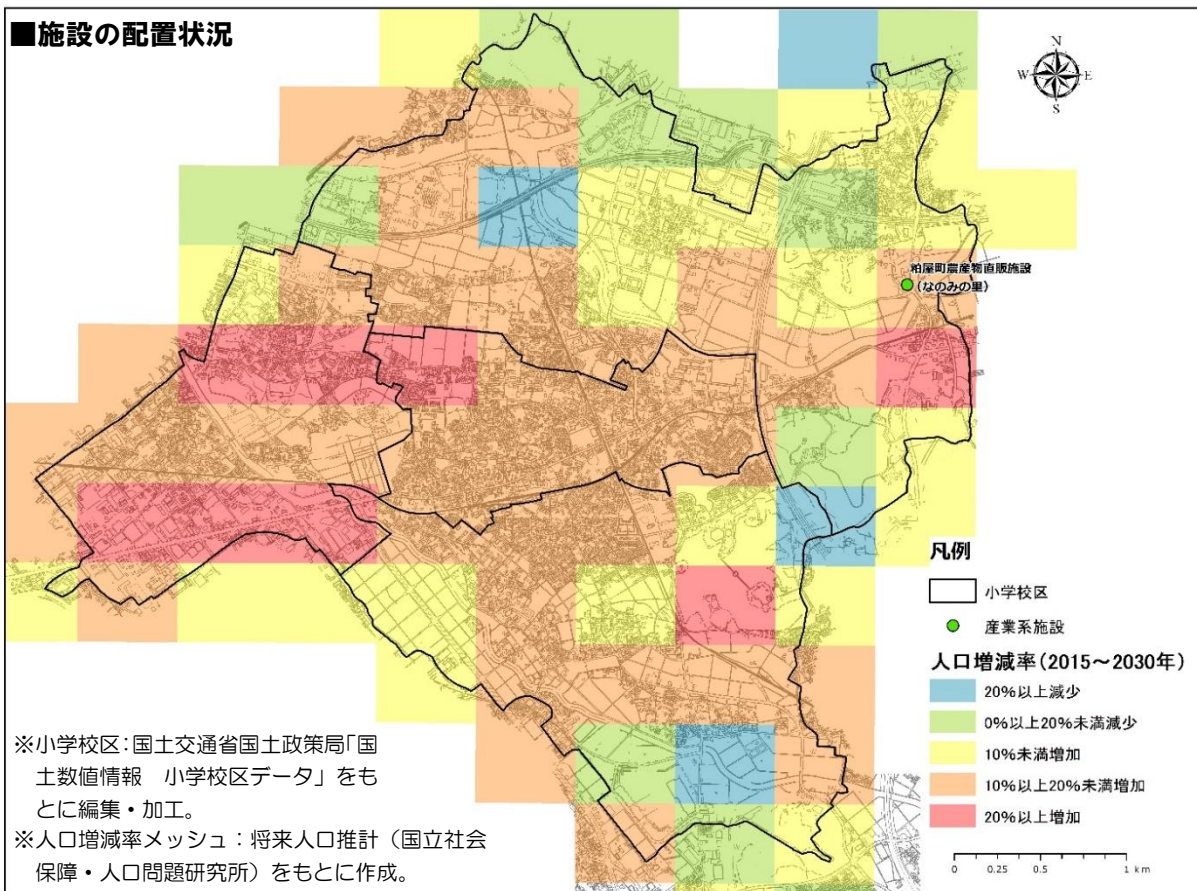 ■施設の配置状況
N
W E
S
粕屋町農産物直販施設
(なのみの里)
凡例
小学校区
産業系施設
人口増減率(2015～2030年)
20%以上減少
0%以上20%未満減少
10%未満増加
10%以上20%未満増加
20%以上増加
0 0.25 0.5 1 km
※小学校区：国土交通省国土政策局「国
土数値情報　小学校区データ」をも
とに編集・加工。
※人口増減率メッシュ：将来人口推計（国立社会
保障・人口問題研究所）をもとに作成。